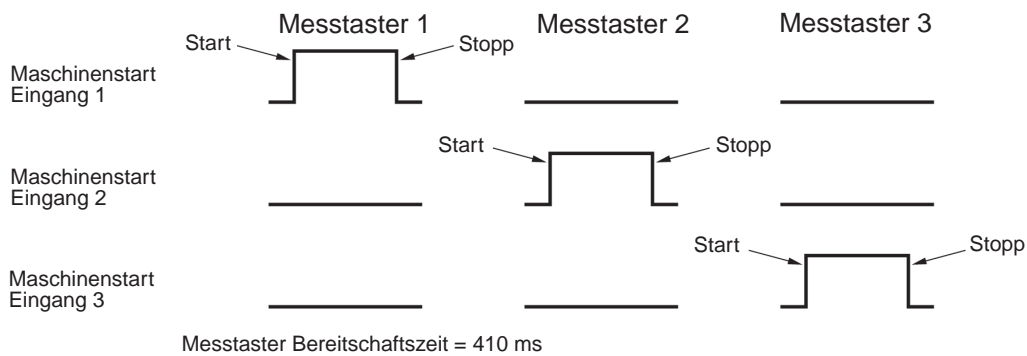 Messtaster 1 Messtaster 2 Messtaster 3
Start Stopp
Maschinenstart
Eingang 1
Start Stopp
Maschinenstart
Eingang 2
Start Stopp
Maschinenstart
Eingang 3
Messtaster Bereitschaftszeit = 410 ms